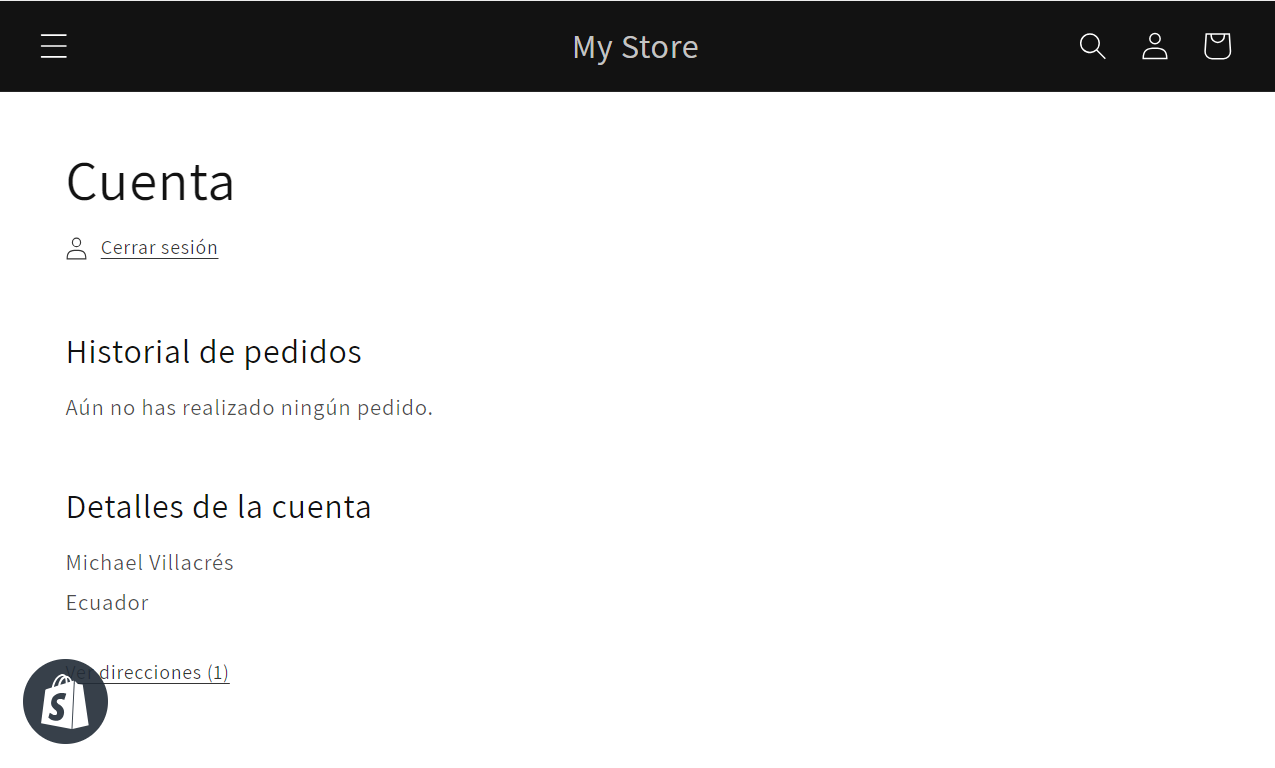 My Store
Cuenta
Cerrar sesión
Historial de pedidos
Aún no has realizado ningún pedido.
Detalles de la cuenta
Michael Villacrés
Ecuador
Ver direcciones (1)
S